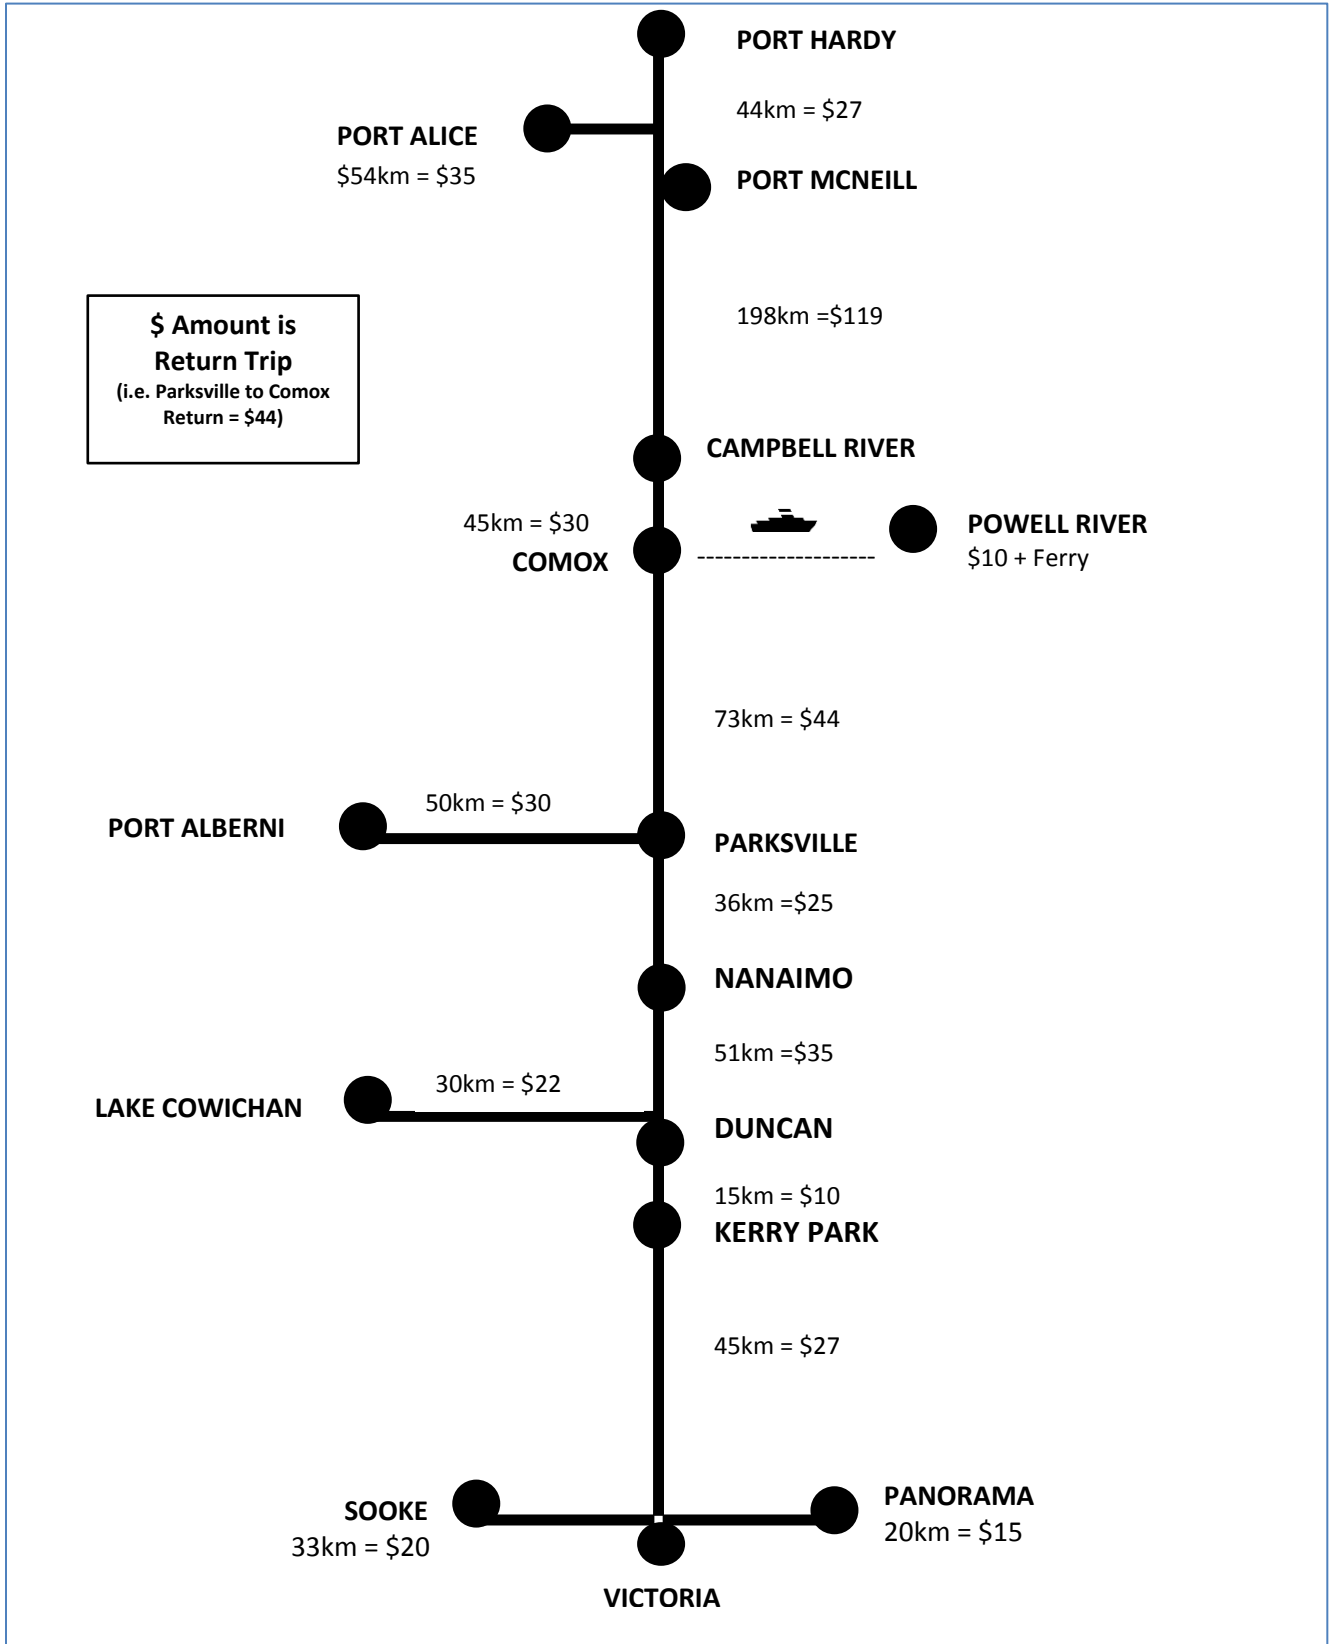 PORT HARDY
44km = $27
PORT ALICE
$54km = $35
PORT MCNEILL
198km =$119
$ Amount is
Return Trip
(i.e. Parksville to Comox
Return = $44)
CAMPBELL RIVER
45km = $30
COMOX
POWELL RIVER
$10 + Ferry
73km = $44
50km = $30
PORT ALBERNI
PARKSVILLE
36km =$25
NANAIMO
51km =$35
30km = $22
LAKE COWICHAN
DUNCAN
15km = $10
KERRY PARK
45km = $27
SOOKE
33km = $20
PANORAMA
20km = $15
VICTORIA